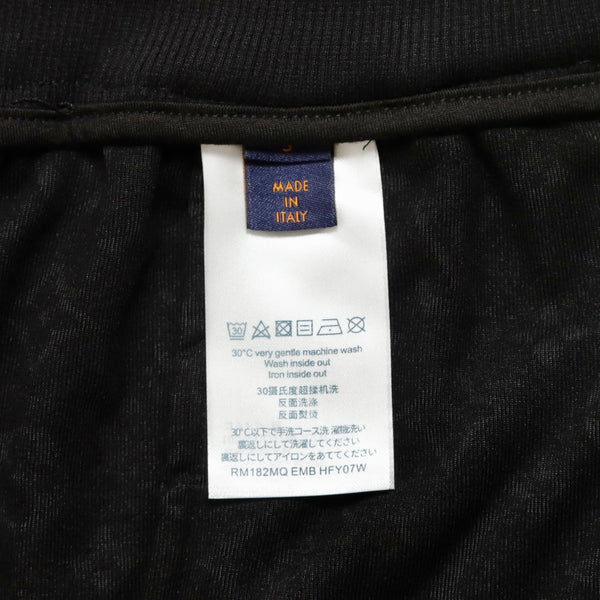 MADE
IN
ITALY
30
30°C very gentle machine wash
Wash inside out
Iron inside out
30摄氏度超揉机洗
反面洗涤
反面熨烫
30℃以下で手洗コース洗 濯機洗い
裏返しにして洗濯してください
裏返しにしてアイロンをあててください
RM182MQ EMB HFY07W